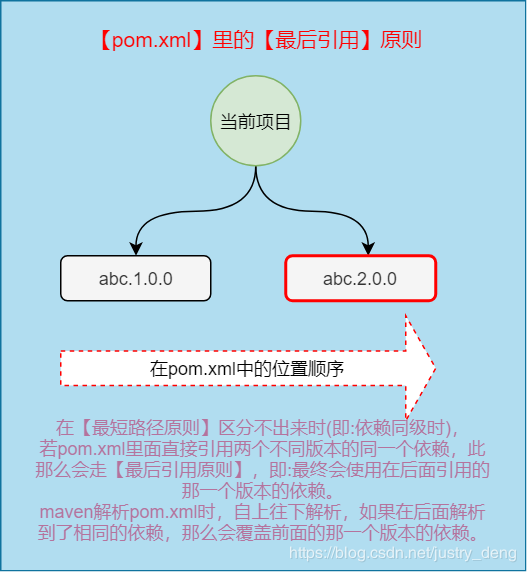 【pom.xml】里的【最后引用】原则
当前项目
abc.1.0.0
abc.2.0.0
在pom.xml中的位置顺序
在【最短路径原则】区分不出来时(即:依赖同级时)，
若pom.xml里面直接引用两个不同版本的同一个依赖，此
那么会走【最后引用原则】，即:最终会使用在后面引用的
那一个版本的依赖。
maven解析pom.xml时，自上往下解析，如果在后面解析
到了相同的依赖，那么会覆盖前面的那一个版本的依赖。
https://blog.csdn.net/justry_deng